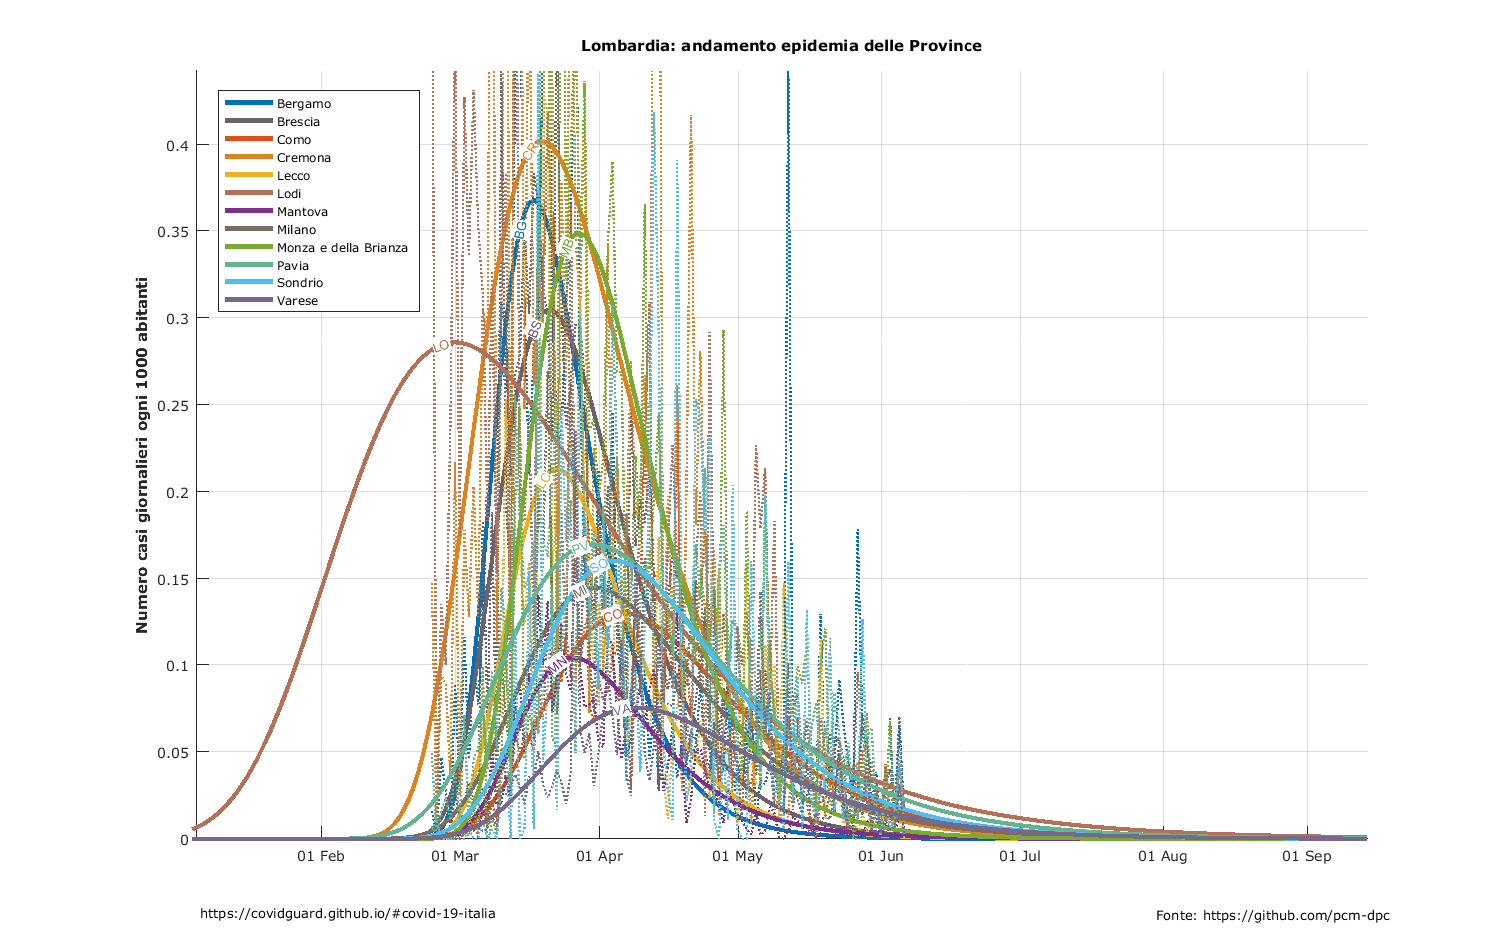 Lombardia: andamento epidemia delle Province
Numero casi giornalieri ogni 1000 abitanti
0.4
0.35
0.3
0.25
0.2
0.15
0.1
0.05
0
Bergamo
Brescia
Como
Cremona
Lecco
Lodi
Mantova
Milano
Monza e della Brianza
Pavia
Sondrio
Varese
CR
BG
MB
BS
LO
LC
PV
SO
MI
CO
MN
VA
01 Feb
01 Mar
01 Apr
01 May
01 Jun
01 Jul
01 Aug
01 Sep
https://covidguard.github.io/#covid-19-italia
Fonte: https://github.com/pcm-dpc